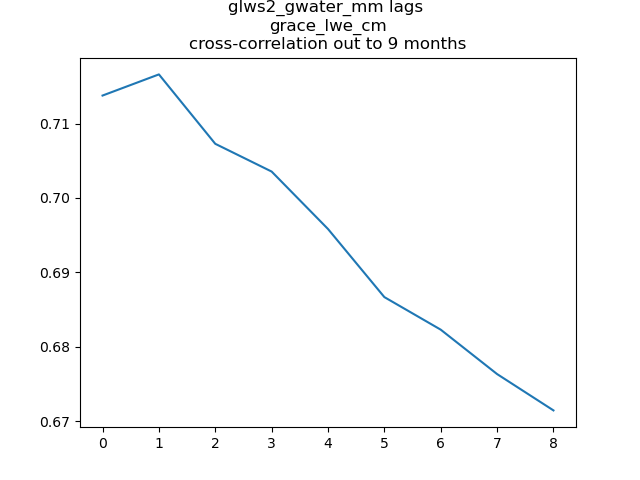 glws2_gwater_mm lags
grace_lwe_cm
cross-correlation out to 9 months
0.71
0.70
0.69
0.68
0.67
0 1 2 3 4 5 6 7 8